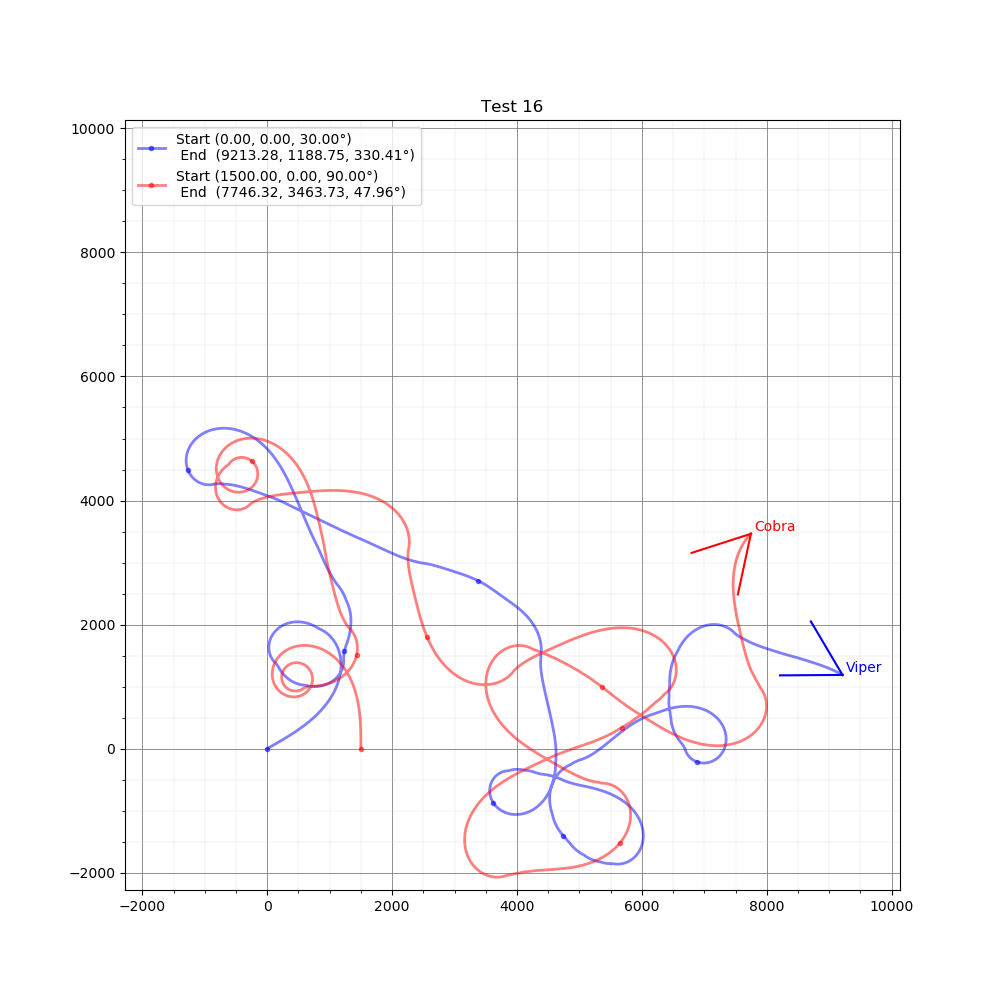 Test 16
Start (0.00, 0.00, 30.00°)
End  (9213.28, 1188.75, 330.41°)
Start (1500.00, 0.00, 90.00°)
End  (7746.32, 3463.73, 47.96°)
10000
8000
6000
4000
2000
0
−2000
Cobra
Viper
−2000 0 2000 4000 6000 8000 10000